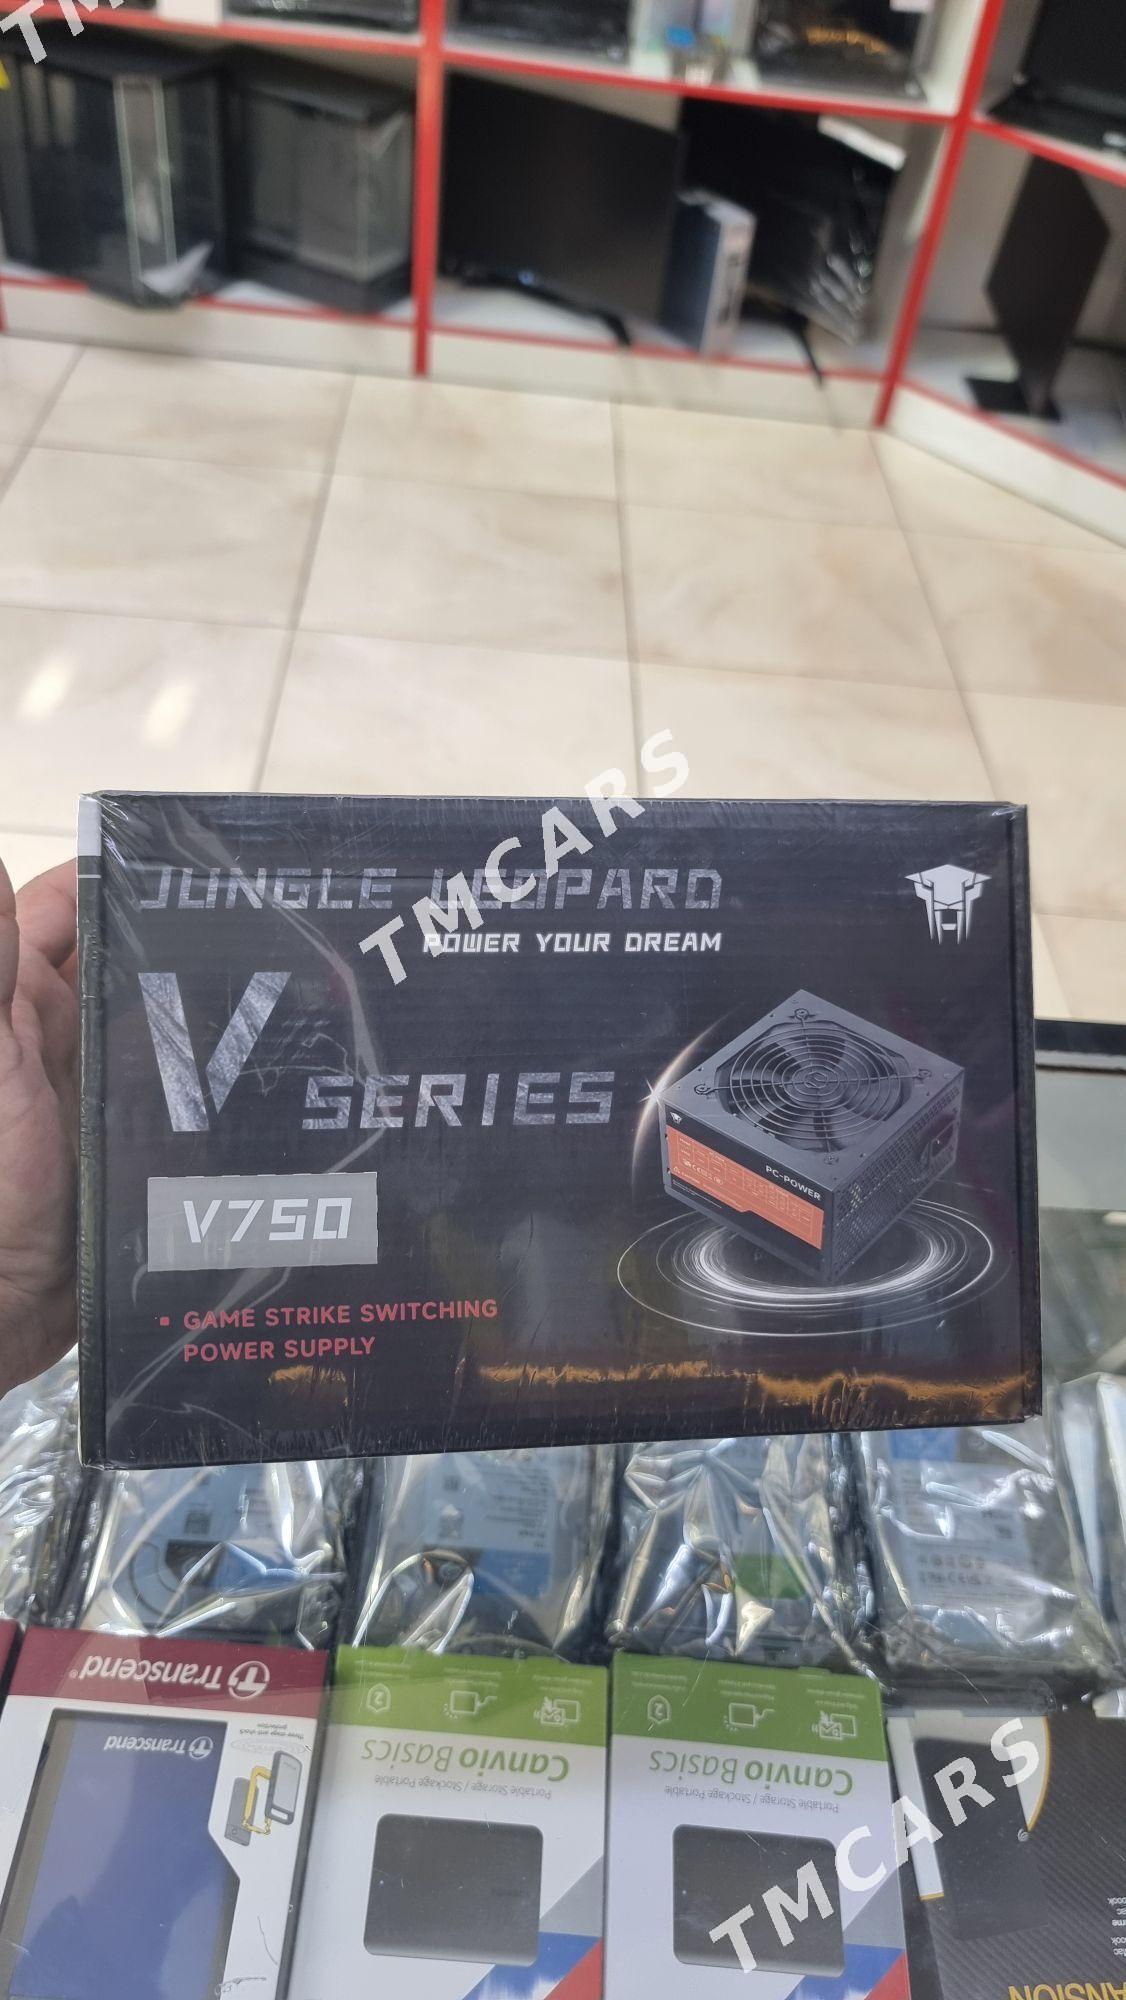 TMCARS
JUNGLE LEOPARD
POWER YOUR DREAM
V SERIES
PC-POWER
V750
GAME STRIKE SWITCHING
POWER SUPPLY
Transcend
Transcend
Canvio Basics
Portable Storage / Stockage Portable
Canvio Basics
Portable Storage / Stockage Portable
TMCARS